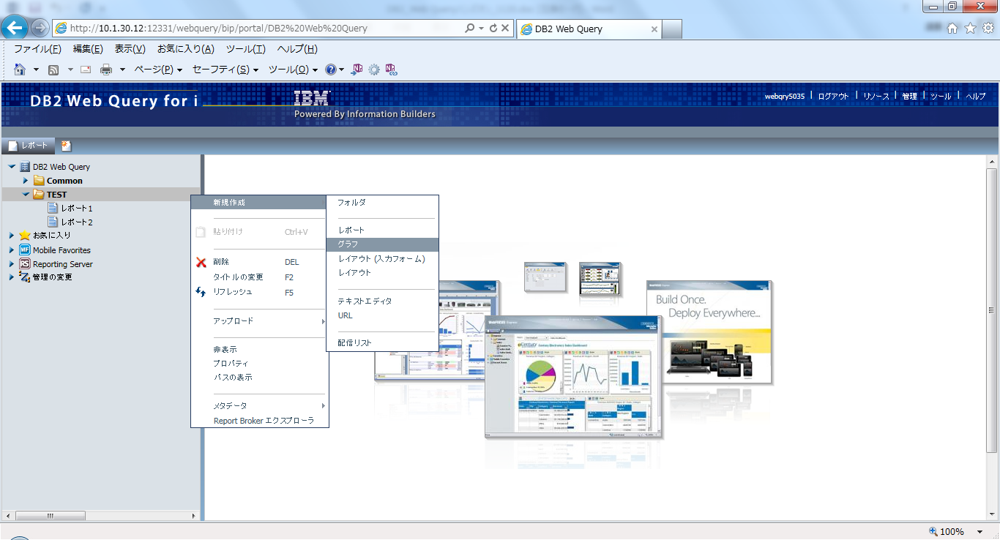 http://10.1.30.12:12331/webquery/bip/portal/DB2%20Web%20Query
DB2 Web Query
ファイル(F) 編集(E) 表示(V) お気に入り(A) ツール(T) ヘルプ(H)
ページ(P) セーフティ(S) ツール(O)
DB2 Web Query for i
IBM
Powered By Information Builders
webqry5035 | ログアウト | リソース | 管理 | ツール | ヘルプ
レポート
DB2 Web Query
Common
TEST
レポート1
レポート2
お気に入り
Mobile Favorites
Reporting Server
管理の変更
新規作成
貼り付け Ctrl+V
削除 DEL
タイトルの変更 F2
リフレッシュ F5
アップロード
非表示
プロパティ
パスの表示
メタデータ
Report Broker エクスプローラ
フォルダ
レポート
グラフ
レイアウト (入力フォーム)
レイアウト
テキストエディタ
URL
配信リスト
Build Once.
Deploy Everywhere...
WebFOCUS Express
Century Electronics Sales Dashboard
100%